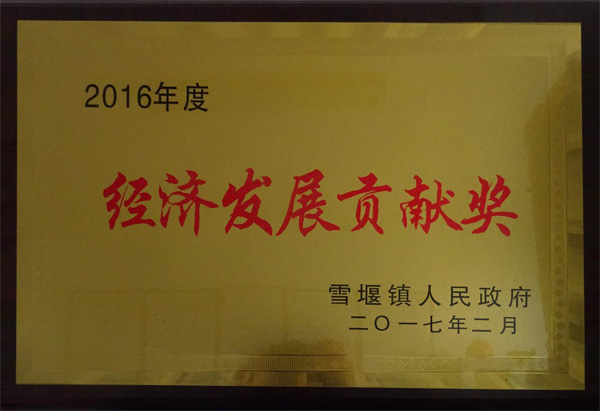 2016年度
经济发展贡献奖
雪堰镇人民政府
二〇一七年二月